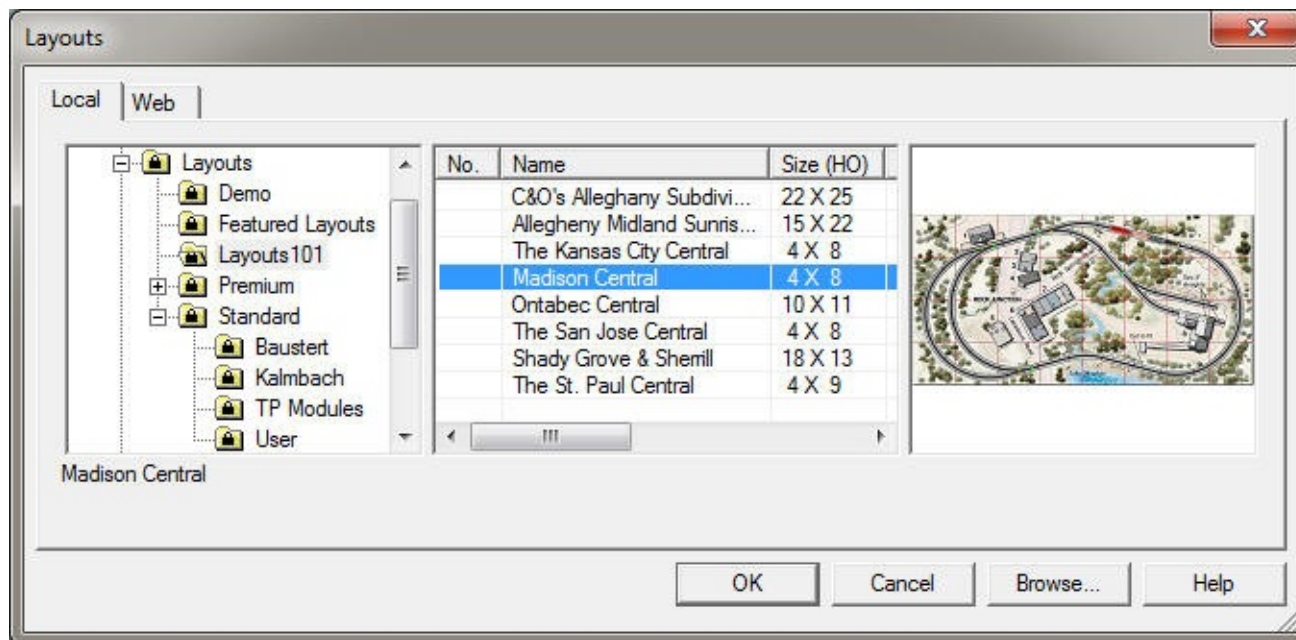 Layouts
Local
Web
Layouts
Demo
Featured Layouts
Layouts101
Premium
Standard
Baustert
Kalmbach
TP Modules
User
No. Name Size (HO)
C&O's Alleghany Subdivi... 22 X 25
Allegheny Midland Sunris... 15 X 22
The Kansas City Central 4 X 8
Madison Central 4 X 8
Ontabec Central 10 X 11
The San Jose Central 4 X 8
Shady Grove & Sherrill 18 X 13
The St. Paul Central 4 X 9
Madison Central
OK
Cancel
Browse...
Help